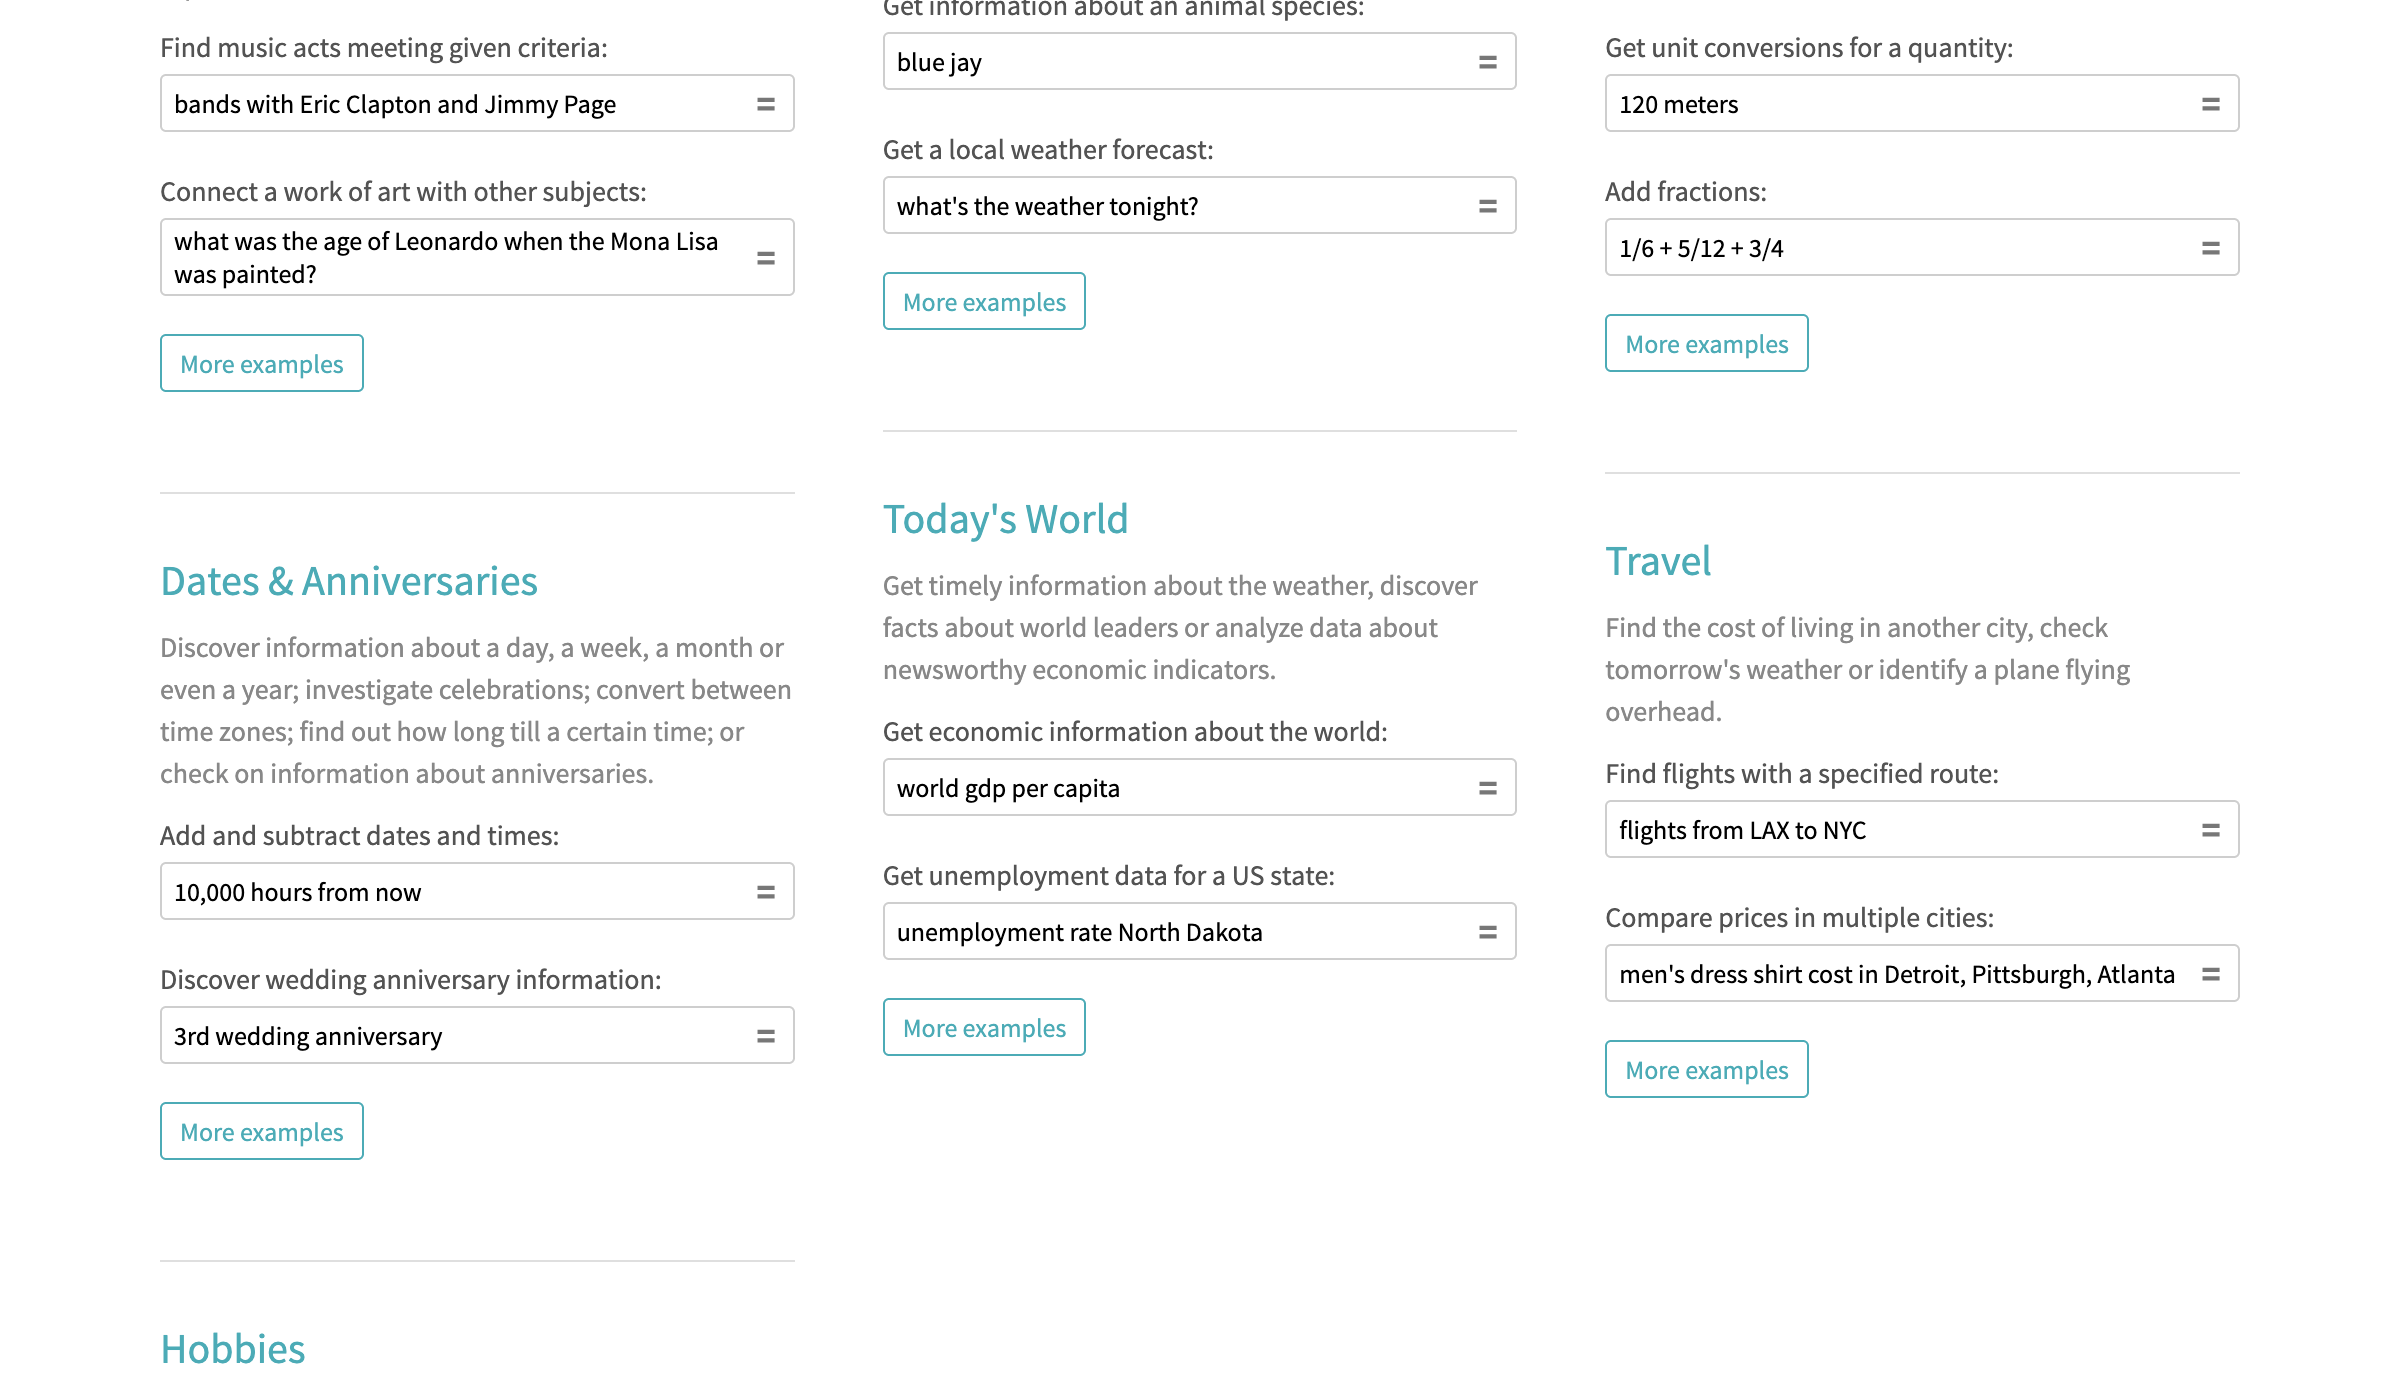 Find music acts meeting given criteria:
bands with Eric Clapton and Jimmy Page
Connect a work of art with other subjects:
what was the age of Leonardo when the Mona Lisa
was painted?
More examples
Dates & Anniversaries
Discover information about a day, a week, a month or
even a year; investigate celebrations; convert between
time zones; find out how long till a certain time; or
check on information about anniversaries.
Add and subtract dates and times:
10,000 hours from now
Discover wedding anniversary information:
3rd wedding anniversary
More examples
Hobbies
Get information about an animal species:
blue jay
Get a local weather forecast:
what's the weather tonight?
More examples
Today's World
Get timely information about the weather, discover
facts about world leaders or analyze data about
newsworthy economic indicators.
Get economic information about the world:
world gdp per capita
Get unemployment data for a US state:
unemployment rate North Dakota
More examples
Get unit conversions for a quantity:
120 meters
Add fractions:
1/6 + 5/12 + 3/4
More examples
Travel
Find the cost of living in another city, check
tomorrow's weather or identify a plane flying
overhead.
Find flights with a specified route:
flights from LAX to NYC
Compare prices in multiple cities:
men's dress shirt cost in Detroit, Pittsburgh, Atlanta
More examples